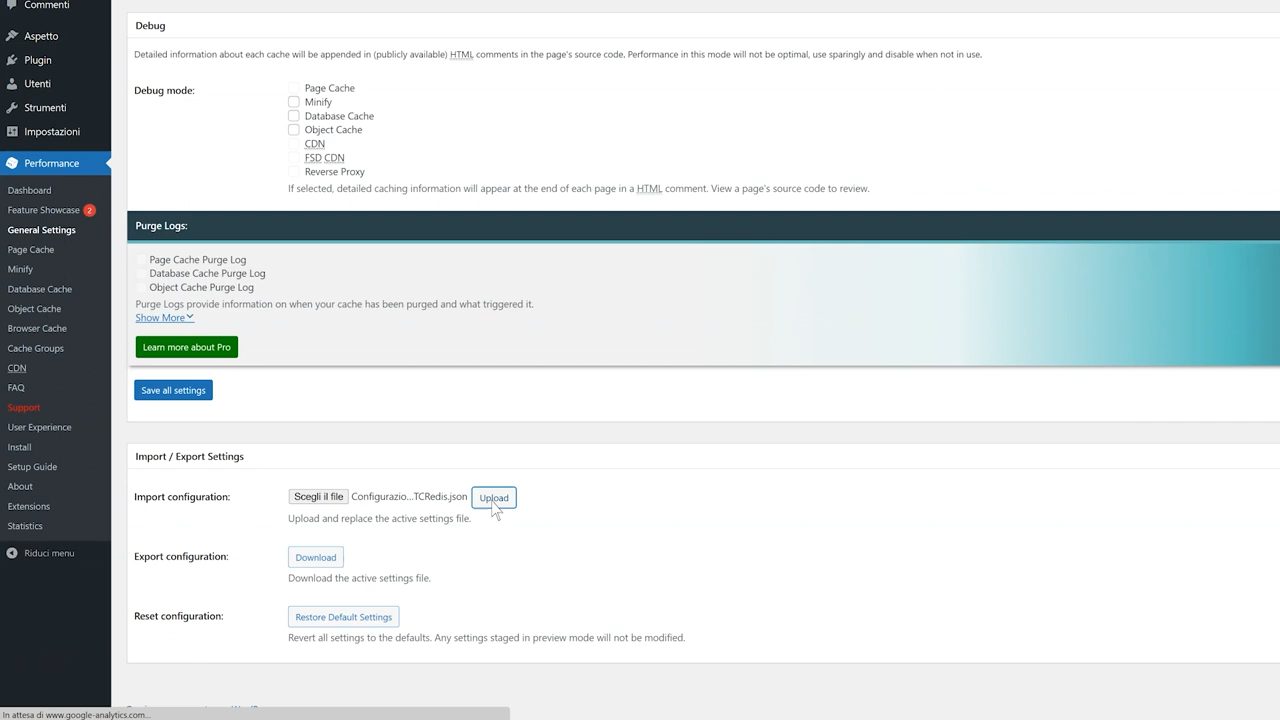 Commenti
Aspetto
Plugin
Utenti
Strumenti
Impostazioni
Performance
Dashboard
Feature Showcase 2
General Settings
Page Cache
Minify
Database Cache
Object Cache
Browser Cache
Cache Groups
CDN
FAQ
Support
User Experience
Install
Setup Guide
About
Extensions
Statistics
Riduci menu
Debug
Detailed information about each cache will be appended in (publicly available) HTML comments in the page's source code. Performance in this mode will not be optimal, use sparingly and disable when not in use.
Debug mode:
Page Cache
Minify
Database Cache
Object Cache
CDN
FSD CDN
Reverse Proxy
If selected, detailed caching information will appear at the end of each page in a HTML comment. View a page's source code to review.
Purge Logs:
Page Cache Purge Log
Database Cache Purge Log
Object Cache Purge Log
Purge Logs provide information on when your cache has been purged and what triggered it.
Show More
Learn more about Pro
Save all settings
Import / Export Settings
Import configuration:
Scegli il file Configurazio...TCRedis.json Upload
Upload and replace the active settings file.
Export configuration:
Download
Download the active settings file.
Reset configuration:
Restore Default Settings
Revert all settings to the defaults. Any settings staged in preview mode will not be modified.
In attesa di www.google-analytics.com...